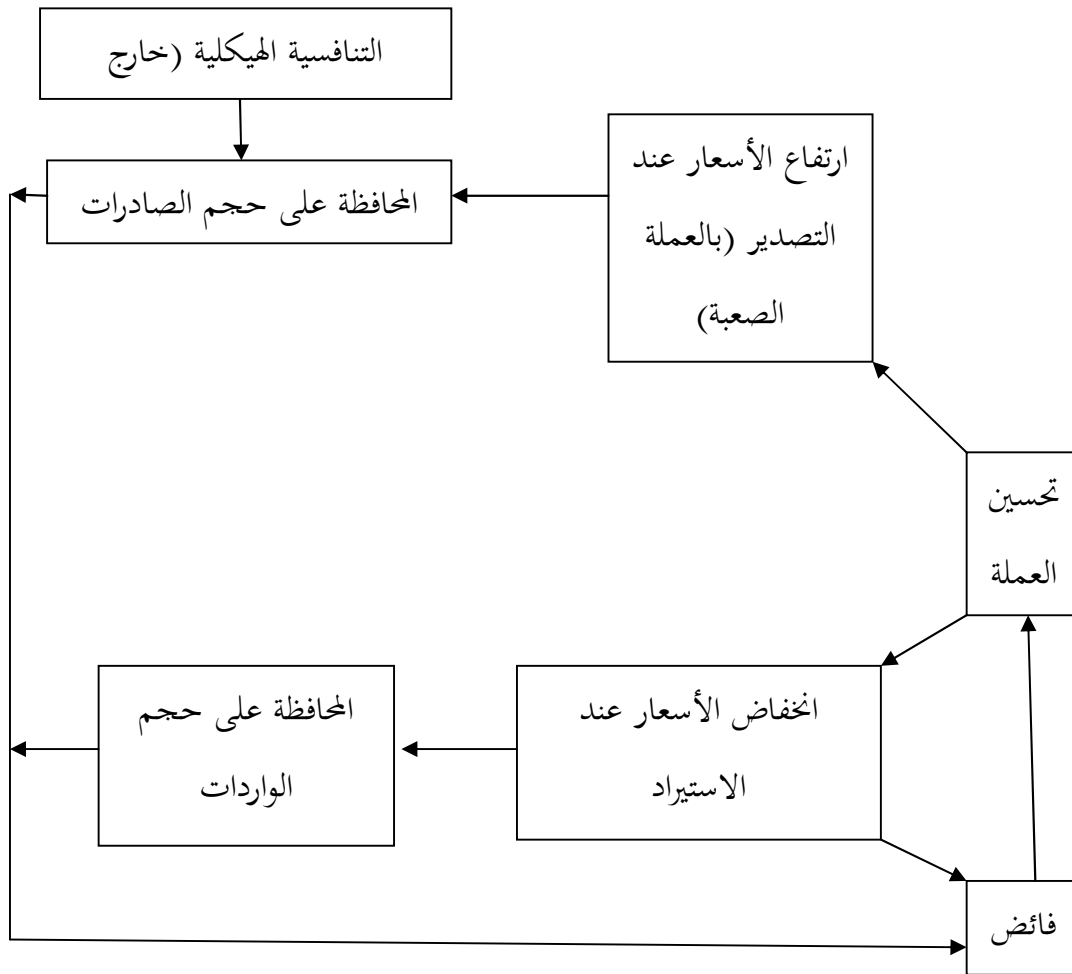 التنافسية الهيكلية (خارج
ارتفاع الأسعار عند
التصدير (بالعملة
الصعبة)
المحافظة على حجم الصادرات
تحسين
العملة
انخفاض الأسعار عند
الاستيراد
المحافظة على حجم
الواردات
فائض